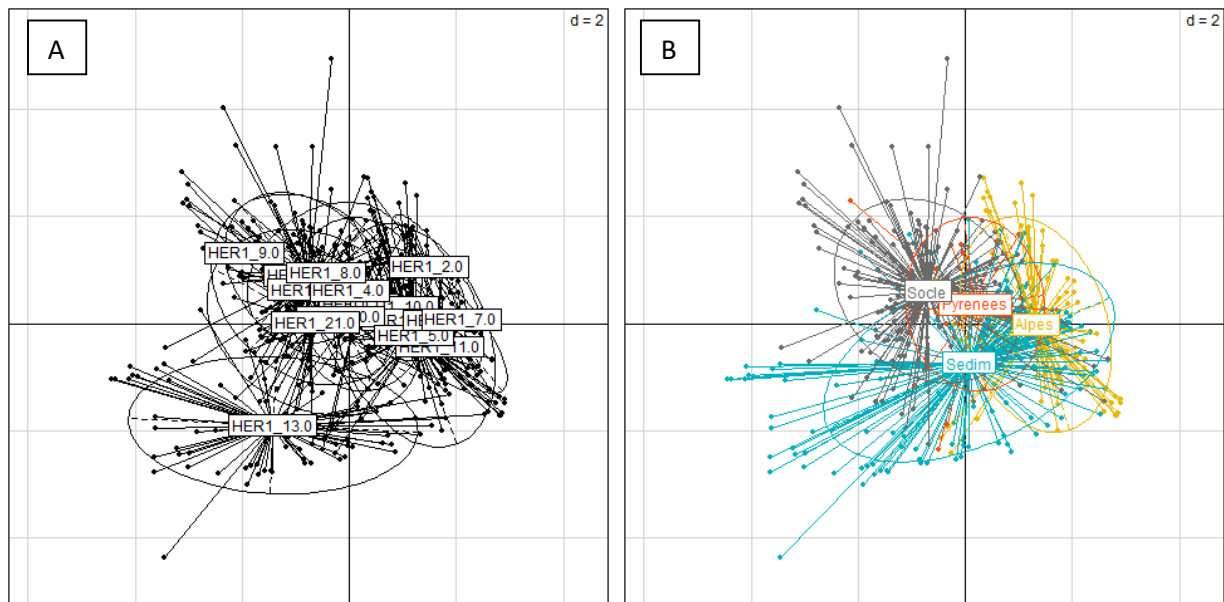 A
d = 2
HER1_9.0
HER1_8.0
HER1_2.0
HER1_4.0
HER1_21.0
HER1_7.0
HER1_5.0
HER1_13.0
B
d = 2
Socle
Pyrenees
Alpes
Sedim